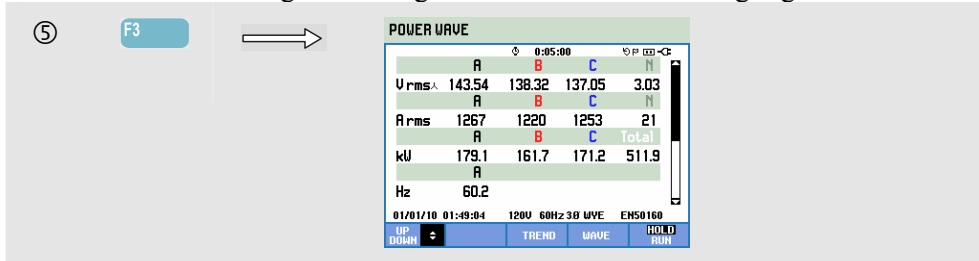 ⑤ F3
POWER WAVE
0:05:00
A B C N
V rms⅄ 143.54 138.32 137.05 3.03
A B C N
A rms 1267 1220 1253 21
A B C Total
kW 179.1 161.7 171.2 511.9
A
Hz 60.2
01/01/10 01:49:04 120V 60Hz 3Ø WYE EN50160
UP DOWN TREND WAVE HOLD RUN